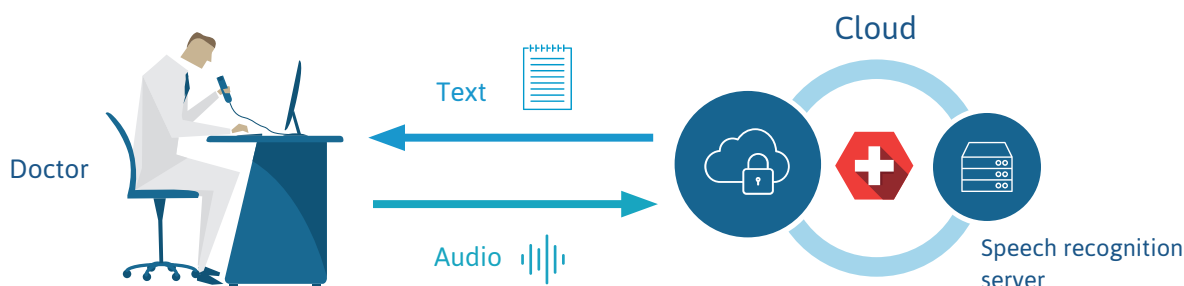 Cloud
Text
Doctor
Audio
Speech recognition
server